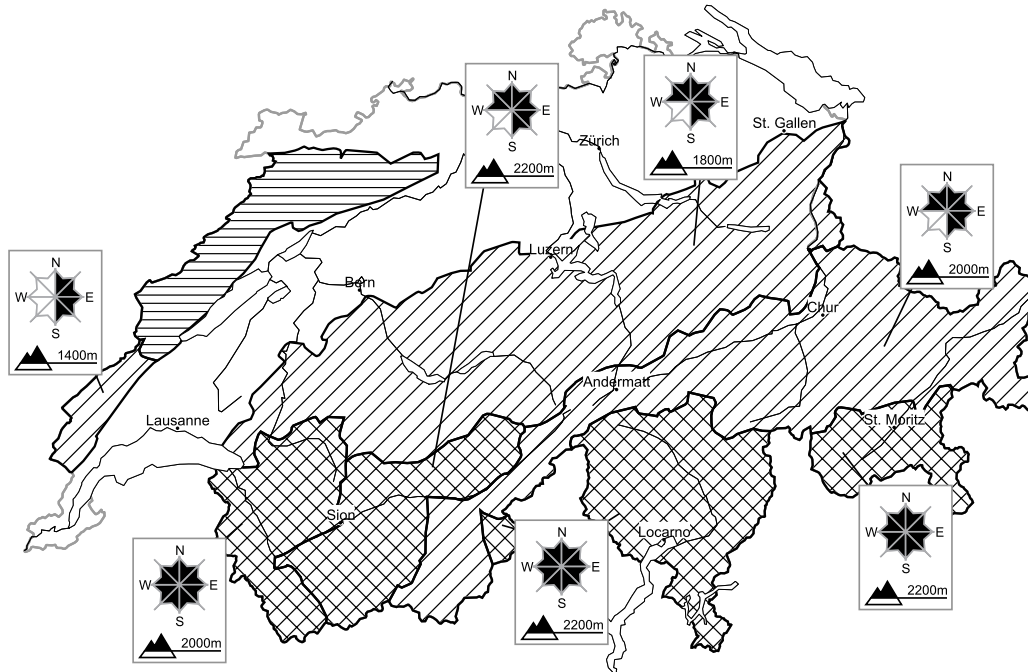 N
W E
S
2200m
N
W E
S
1800m
St. Gallen
Zürich
N
W E
S
2000m
Luzern
N
W E
S
1400m
Bern
Chur
Andermatt
Lausanne
St. Moritz
Sion
Locarno
N
W E
S
2200m
N
W E
S
2200m
N
W E
S
2000m